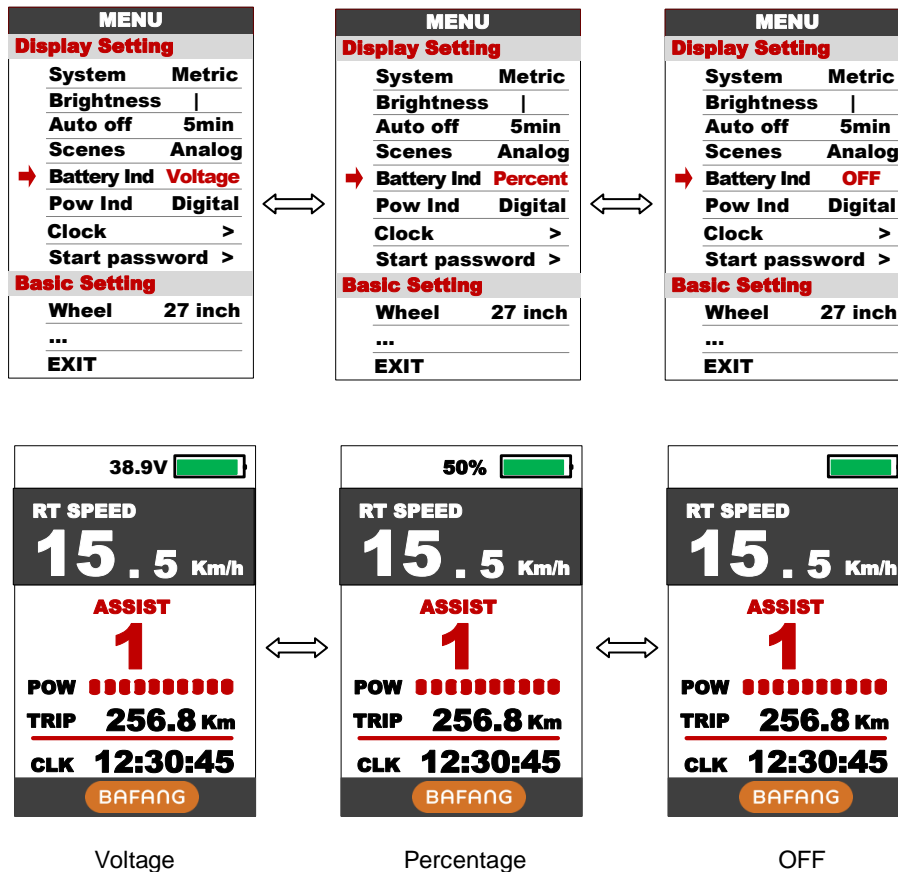 MENU
Display Setting
System Metric
Brightness |
Auto off 5min
Scenes Analog
Battery Ind Voltage
Pow Ind Digital
Clock >
Start password >
Basic Setting
Wheel 27 inch
...
EXIT
MENU
Display Setting
System Metric
Brightness |
Auto off 5min
Scenes Analog
Battery Ind Percent
Pow Ind Digital
Clock >
Start password >
Basic Setting
Wheel 27 inch
...
EXIT
MENU
Display Setting
System Metric
Brightness |
Auto off 5min
Scenes Analog
Battery Ind OFF
Pow Ind Digital
Clock >
Start password >
Basic Setting
Wheel 27 inch
...
EXIT
38.9V
RT SPEED
15.5 Km/h
ASSIST
1
POW
TRIP 256.8 Km
CLK 12:30:45
BAFANG
Voltage
50%
RT SPEED
15.5 Km/h
ASSIST
1
POW
TRIP 256.8 Km
CLK 12:30:45
BAFANG
Percentage
RT SPEED
15.5 Km/h
ASSIST
1
POW
TRIP 256.8 Km
CLK 12:30:45
BAFANG
OFF